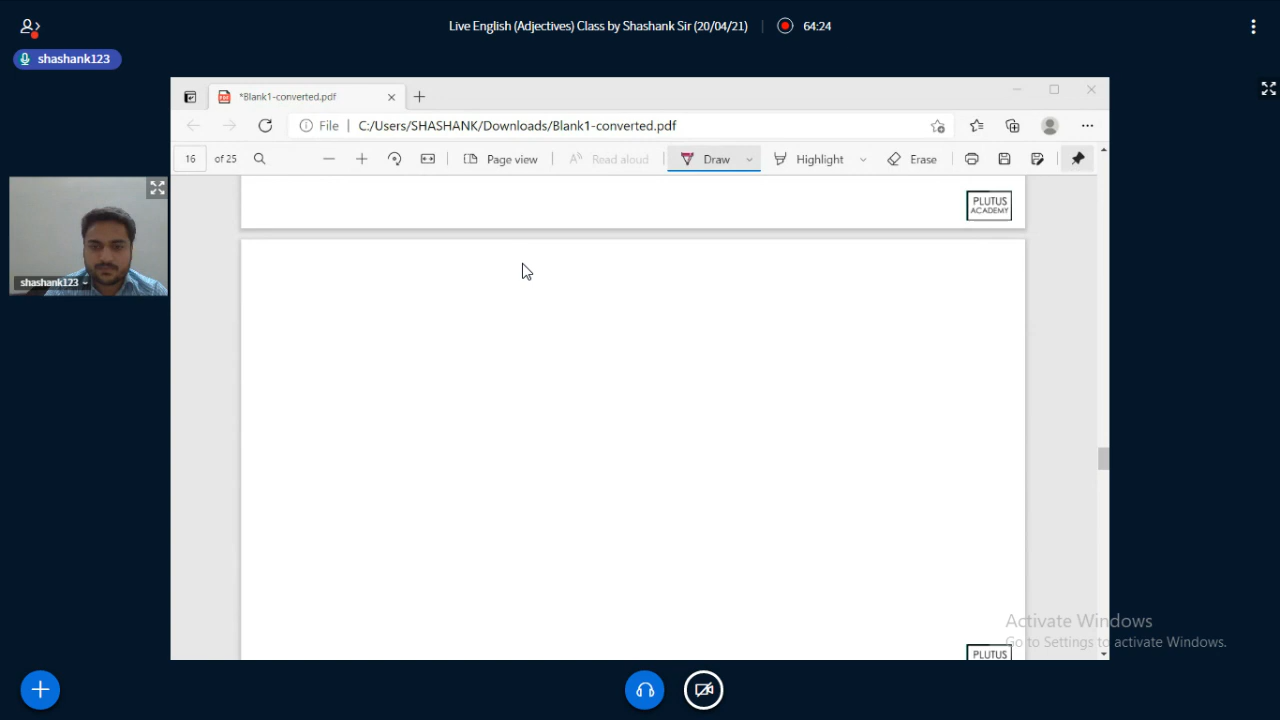 Live English (Adjectives) Class by Shashank Sir (20/04/21)
64:24
shashank123
*Blank1-converted.pdf
File
C:/Users/SHASHANK/Downloads/Blank1-converted.pdf
16
of 25
Page view
Read aloud
Draw
Highlight
Erase
PLUTUS
ACADEMY
shashank123
Activate Windows
Go to Settings to activate Windows.
PLUTUS